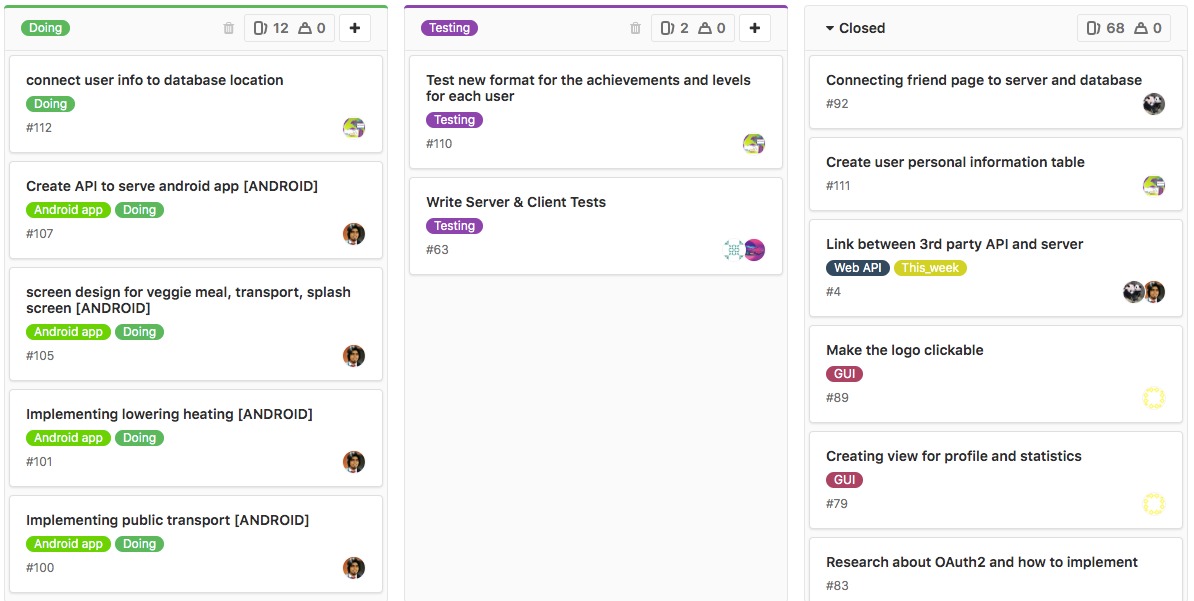 Doing
12
0
+
connect user info to database location
Doing
#112
Create API to serve android app [ANDROID]
Android app Doing
#107
screen design for veggie meal, transport, splash
screen [ANDROID]
Android app Doing
#105
Implementing lowering heating [ANDROID]
Android app Doing
#101
Implementing public transport [ANDROID]
Android app Doing
#100
Testing
2
0
+
Test new format for the achievements and levels
for each user
Testing
#110
Write Server & Client Tests
Testing
#63
Closed
68
0
Connecting friend page to server and database
#92
Create user personal information table
#111
Link between 3rd party API and server
Web API This_week
#4
Make the logo clickable
GUI
#89
Creating view for profile and statistics
GUI
#79
Research about OAuth2 and how to implement
#83